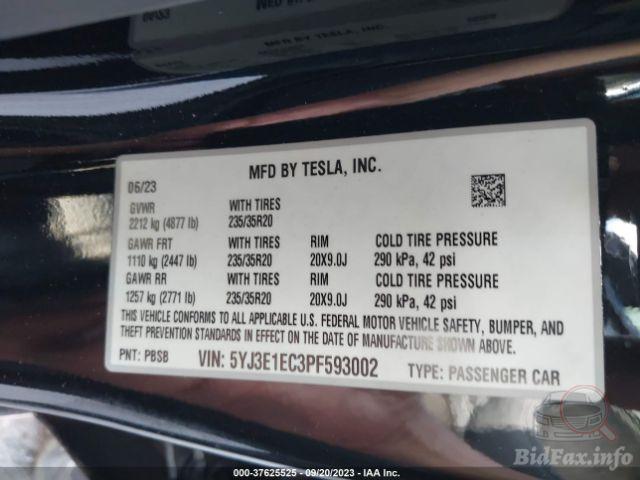 MFD BY TESLA, INC.
06/23
GVWR WITH TIRES
2212 kg (4877 lb) 235/35R20
GAWR FRT WITH TIRES RIM COLD TIRE PRESSURE
1110 kg (2447 lb) 235/35R20 20X9.0J 290 kPa, 42 psi
GAWR RR WITH TIRES RIM COLD TIRE PRESSURE
1257 kg (2771 lb) 235/35R20 20X9.0J 290 kPa, 42 psi
THIS VEHICLE CONFORMS TO ALL APPLICABLE U.S. FEDERAL MOTOR VEHICLE SAFETY, BUMPER, AND
THEFT PREVENTION STANDARDS IN EFFECT ON THE DATE OF MANUFACTURE SHOWN ABOVE.
PNT: PBSB VIN: 5YJ3E1EC3PF593002 TYPE: PASSENGER CAR
BidFax.info
000-37625525 - 09/20/2023 - IAA Inc.